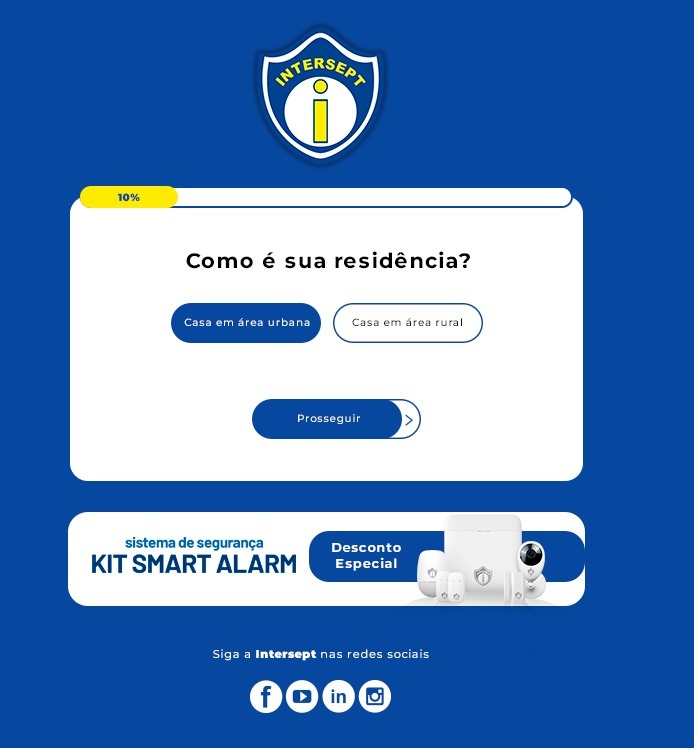 INTERSEPT
i
10%
Como é sua residência?
Casa em área urbana
Casa em área rural
Prosseguir
sistema de segurança
KIT SMART ALARM
Desconto
Especial
Siga a Intersept nas redes sociais